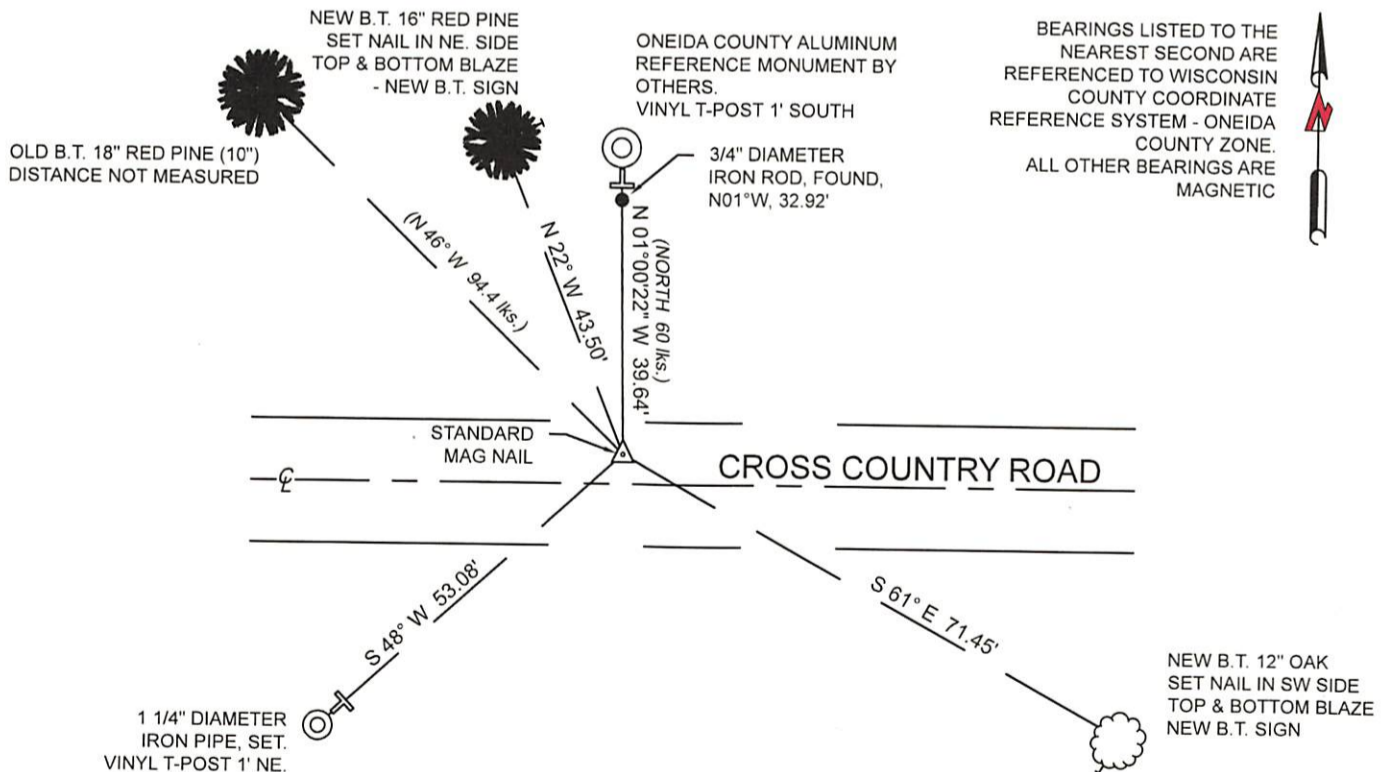 NEW B.T. 16" RED PINE
SET NAIL IN NE. SIDE
TOP & BOTTOM BLAZE
- NEW B.T. SIGN
ONEIDA COUNTY ALUMINUM
REFERENCE MONUMENT BY
OTHERS.
VINYL T-POST 1' SOUTH
BEARINGS LISTED TO THE
NEAREST SECOND ARE
REFERENCED TO WISCONSIN
COUNTY COORDINATE
REFERENCE SYSTEM - ONEIDA
COUNTY ZONE.
ALL OTHER BEARINGS ARE
MAGNETIC
N
OLD B.T. 18" RED PINE (10")
DISTANCE NOT MEASURED
3/4" DIAMETER
IRON ROD, FOUND,
N01°W, 32.92'
(N 46° W 94.4 lks.)
N 22° W 43.50'
(NORTH 60 lks.)
N 01°00'22" W 39.64'
STANDARD
MAG NAIL
CROSS COUNTRY ROAD
℄
S 48° W 53.08'
S 61° E 71.45'
1 1/4" DIAMETER
IRON PIPE, SET.
VINYL T-POST 1' NE.
NEW B.T. 12" OAK
SET NAIL IN SW SIDE
TOP & BOTTOM BLAZE
NEW B.T. SIGN